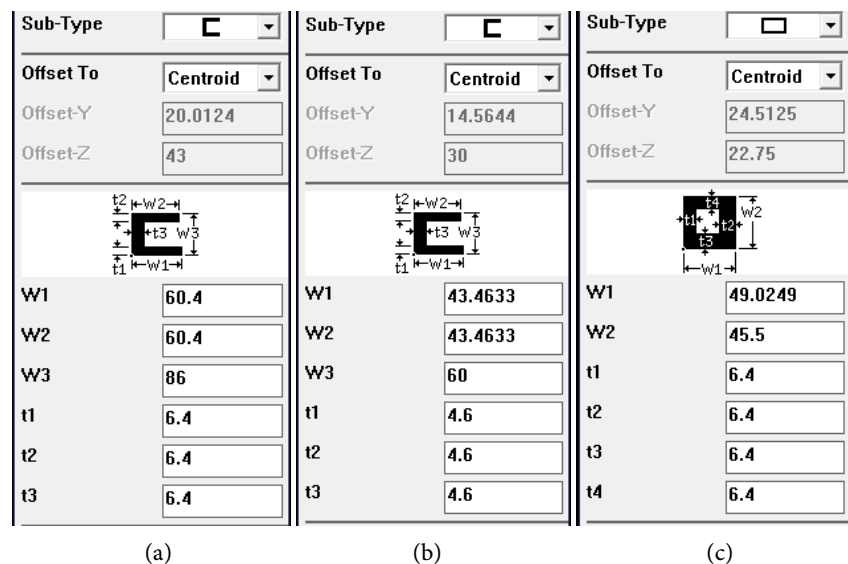 Sub-Type
Offset To Centroid
Offset-Y 20.0124
Offset-Z 43
t2 W2
t3 W3
t1 W1
W1 60.4
W2 60.4
W3 86
t1 6.4
t2 6.4
t3 6.4
(a)
Sub-Type
Offset To Centroid
Offset-Y 14.5644
Offset-Z 30
t2 W2
t3 W3
t1 W1
W1 43.4633
W2 43.4633
W3 60
t1 4.6
t2 4.6
t3 4.6
(b)
Sub-Type
Offset To Centroid
Offset-Y 24.5125
Offset-Z 22.75
t4 W2
t1 t2
t3
W1
W1 49.0249
W2 45.5
t1 6.4
t2 6.4
t3 6.4
t4 6.4
(c)